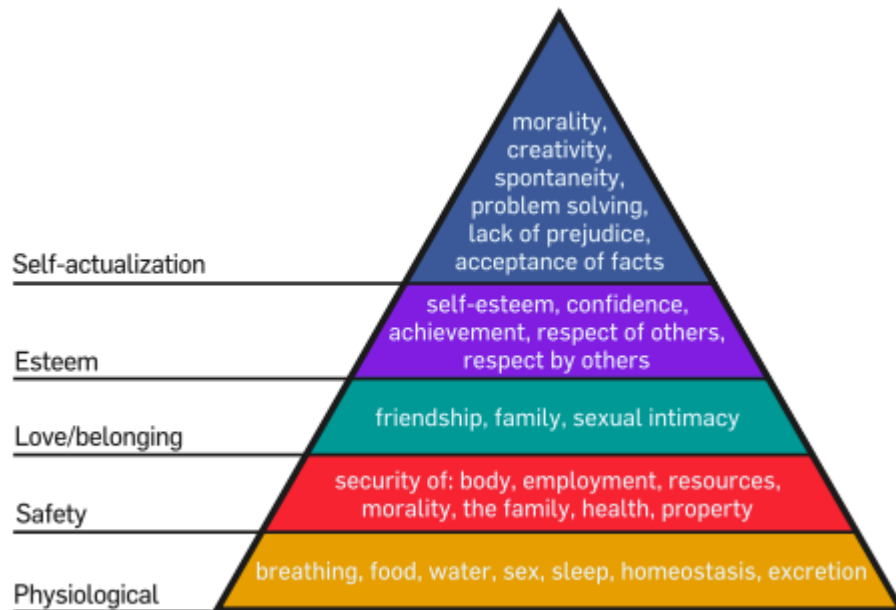 morality,
creativity,
spontaneity,
problem solving,
lack of prejudice,
acceptance of facts
Self-actualization
self-esteem, confidence,
achievement, respect of others,
respect by others
Esteem
friendship, family, sexual intimacy
Love/belonging
security of: body, employment, resources,
morality, the family, health, property
Safety
breathing, food, water, sex, sleep, homeostasis, excretion
Physiological